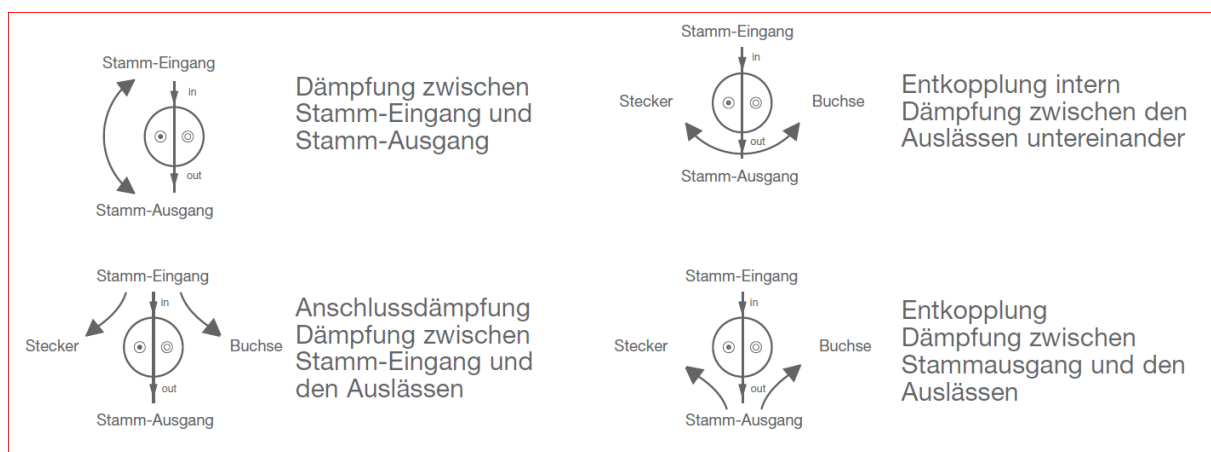 Stamm-Eingang
in
out
Stamm-Ausgang
Dämpfung zwischen
Stamm-Eingang und
Stamm-Ausgang
Stamm-Eingang
in
Stecker
Buchse
out
Stamm-Ausgang
Entkopplung intern
Dämpfung zwischen den
Auslässen untereinander
Stamm-Eingang
in
Stecker
Buchse
out
Stamm-Ausgang
Anschlussdämpfung
Dämpfung zwischen
Stamm-Eingang und
den Auslässen
Stamm-Eingang
in
Stecker
Buchse
out
Stamm-Ausgang
Entkopplung
Dämpfung zwischen
Stammausgang und den
Auslässen